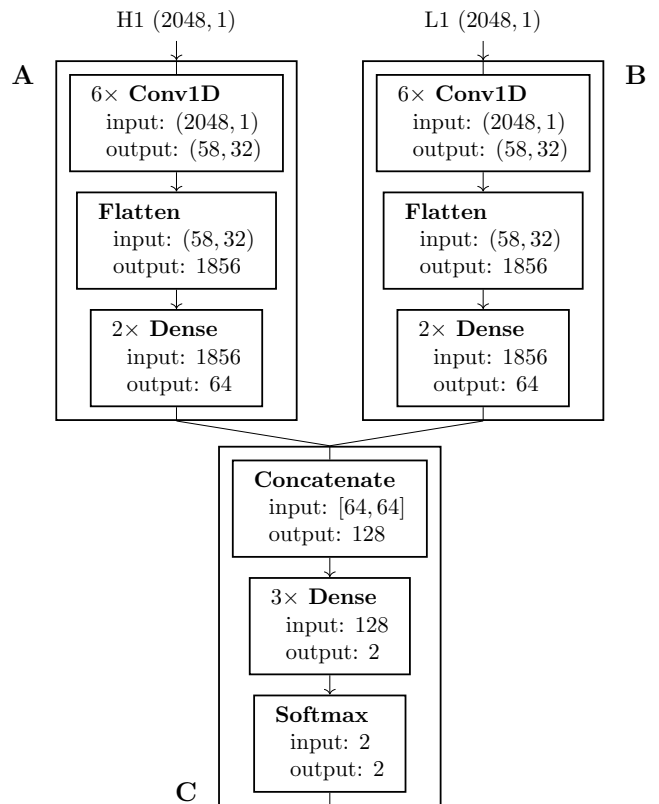 H1 (2048, 1)
L1 (2048, 1)
A
6× Conv1D
input: (2048, 1)
output: (58, 32)
Flatten
input: (58, 32)
output: 1856
2× Dense
input: 1856
output: 64
B
6× Conv1D
input: (2048, 1)
output: (58, 32)
Flatten
input: (58, 32)
output: 1856
2× Dense
input: 1856
output: 64
Concatenate
input: [64, 64]
output: 128
3× Dense
input: 128
output: 2
Softmax
input: 2
output: 2
C